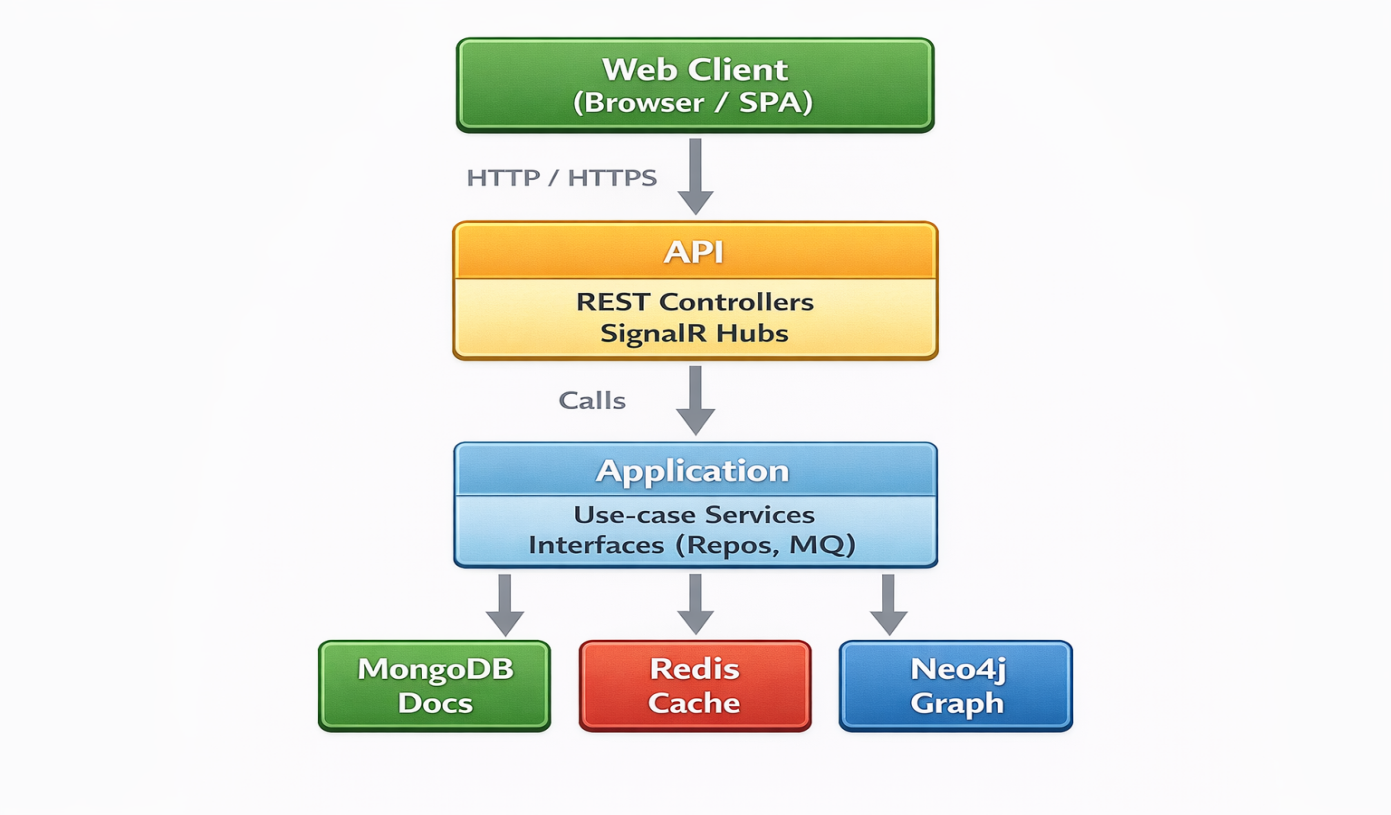 Web Client
(Browser / SPA)
HTTP / HTTPS
API
REST Controllers
SignalR Hubs
Calls
Application
Use-case Services
Interfaces (Repos, MQ)
MongoDB
Docs
Redis
Cache
Neo4j
Graph